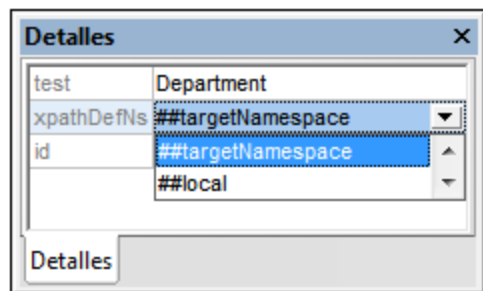 Detalles
test Department
xpathDefNs ##targetNamespace
id ##targetNamespace
##local
Detalles